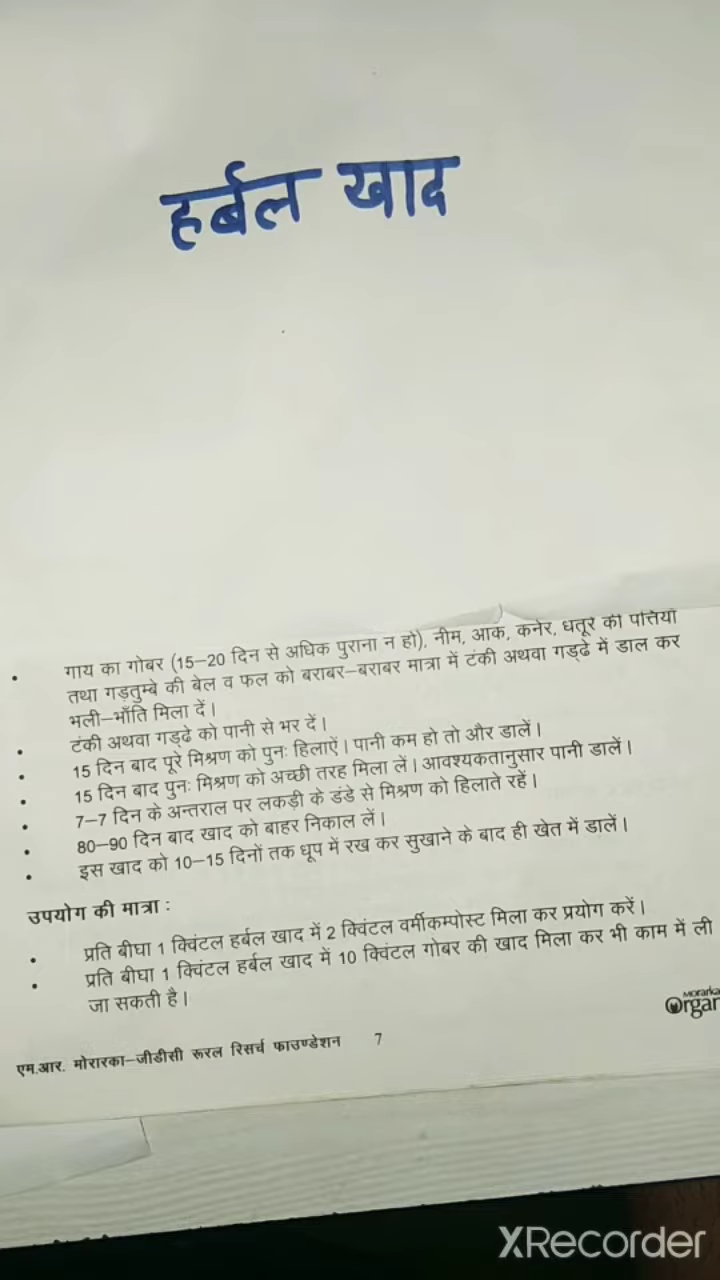 हर्बल खाद
• गाय का गोबर (15–20 दिन से अधिक पुराना न हो), नीम, आक, कनेर, धतूर की पत्तियाँ
तथा गड़तुम्बे की बेल व फल को बराबर–बराबर मात्रा में टंकी अथवा गड्ढे में डाल कर
भली–भाँति मिला दें।
• टंकी अथवा गड्ढे को पानी से भर दें।
• 15 दिन बाद पूरे मिश्रण को पुनः हिलाऐं। पानी कम हो तो और डालें।
• 15 दिन बाद पुनः मिश्रण को अच्छी तरह मिला लें। आवश्यकतानुसार पानी डालें।
• 7–7 दिन के अन्तराल पर लकड़ी के डंडे से मिश्रण को हिलाते रहें।
• 80–90 दिन बाद खाद को बाहर निकाल लें।
• इस खाद को 10–15 दिनों तक धूप में रख कर सुखाने के बाद ही खेत में डालें।
उपयोग की मात्रा :
• प्रति बीघा 1 क्विंटल हर्बल खाद में 2 क्विंटल वर्मीकम्पोस्ट मिला कर प्रयोग करें।
• प्रति बीघा 1 क्विंटल हर्बल खाद में 10 क्विंटल गोबर की खाद मिला कर भी काम में ली
जा सकती है।
एम.आर. मोरारका–जीडीसी रूरल रिसर्च फाउण्डेशन 7
XRecorder